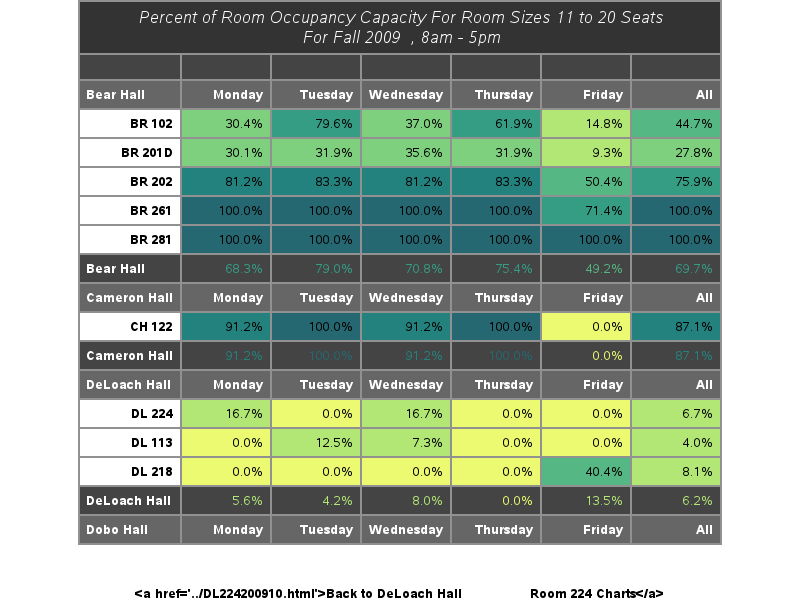 Percent of Room Occupancy Capacity For Room Sizes 11 to 20 Seats
For Fall 2009 , 8am - 5pm
Bear Hall Monday Tuesday Wednesday Thursday Friday All
BR 102 30.4% 79.6% 37.0% 61.9% 14.8% 44.7%
BR 201D 30.1% 31.9% 35.6% 31.9% 9.3% 27.8%
BR 202 81.2% 83.3% 81.2% 83.3% 50.4% 75.9%
BR 261 100.0% 100.0% 100.0% 100.0% 71.4% 100.0%
BR 281 100.0% 100.0% 100.0% 100.0% 100.0% 100.0%
Bear Hall 68.3% 79.0% 70.8% 75.4% 49.2% 69.7%
Cameron Hall Monday Tuesday Wednesday Thursday Friday All
CH 122 91.2% 100.0% 91.2% 100.0% 0.0% 87.1%
Cameron Hall 91.2% 100.0% 91.2% 100.0% 0.0% 87.1%
DeLoach Hall Monday Tuesday Wednesday Thursday Friday All
DL 224 16.7% 0.0% 16.7% 0.0% 0.0% 6.7%
DL 113 0.0% 12.5% 7.3% 0.0% 0.0% 4.0%
DL 218 0.0% 0.0% 0.0% 0.0% 40.4% 8.1%
DeLoach Hall 5.6% 4.2% 8.0% 0.0% 13.5% 6.2%
Dobo Hall Monday Tuesday Wednesday Thursday Friday All
<a href='../DL224200910.html'>Back to DeLoach Hall Room 224 Charts</a>